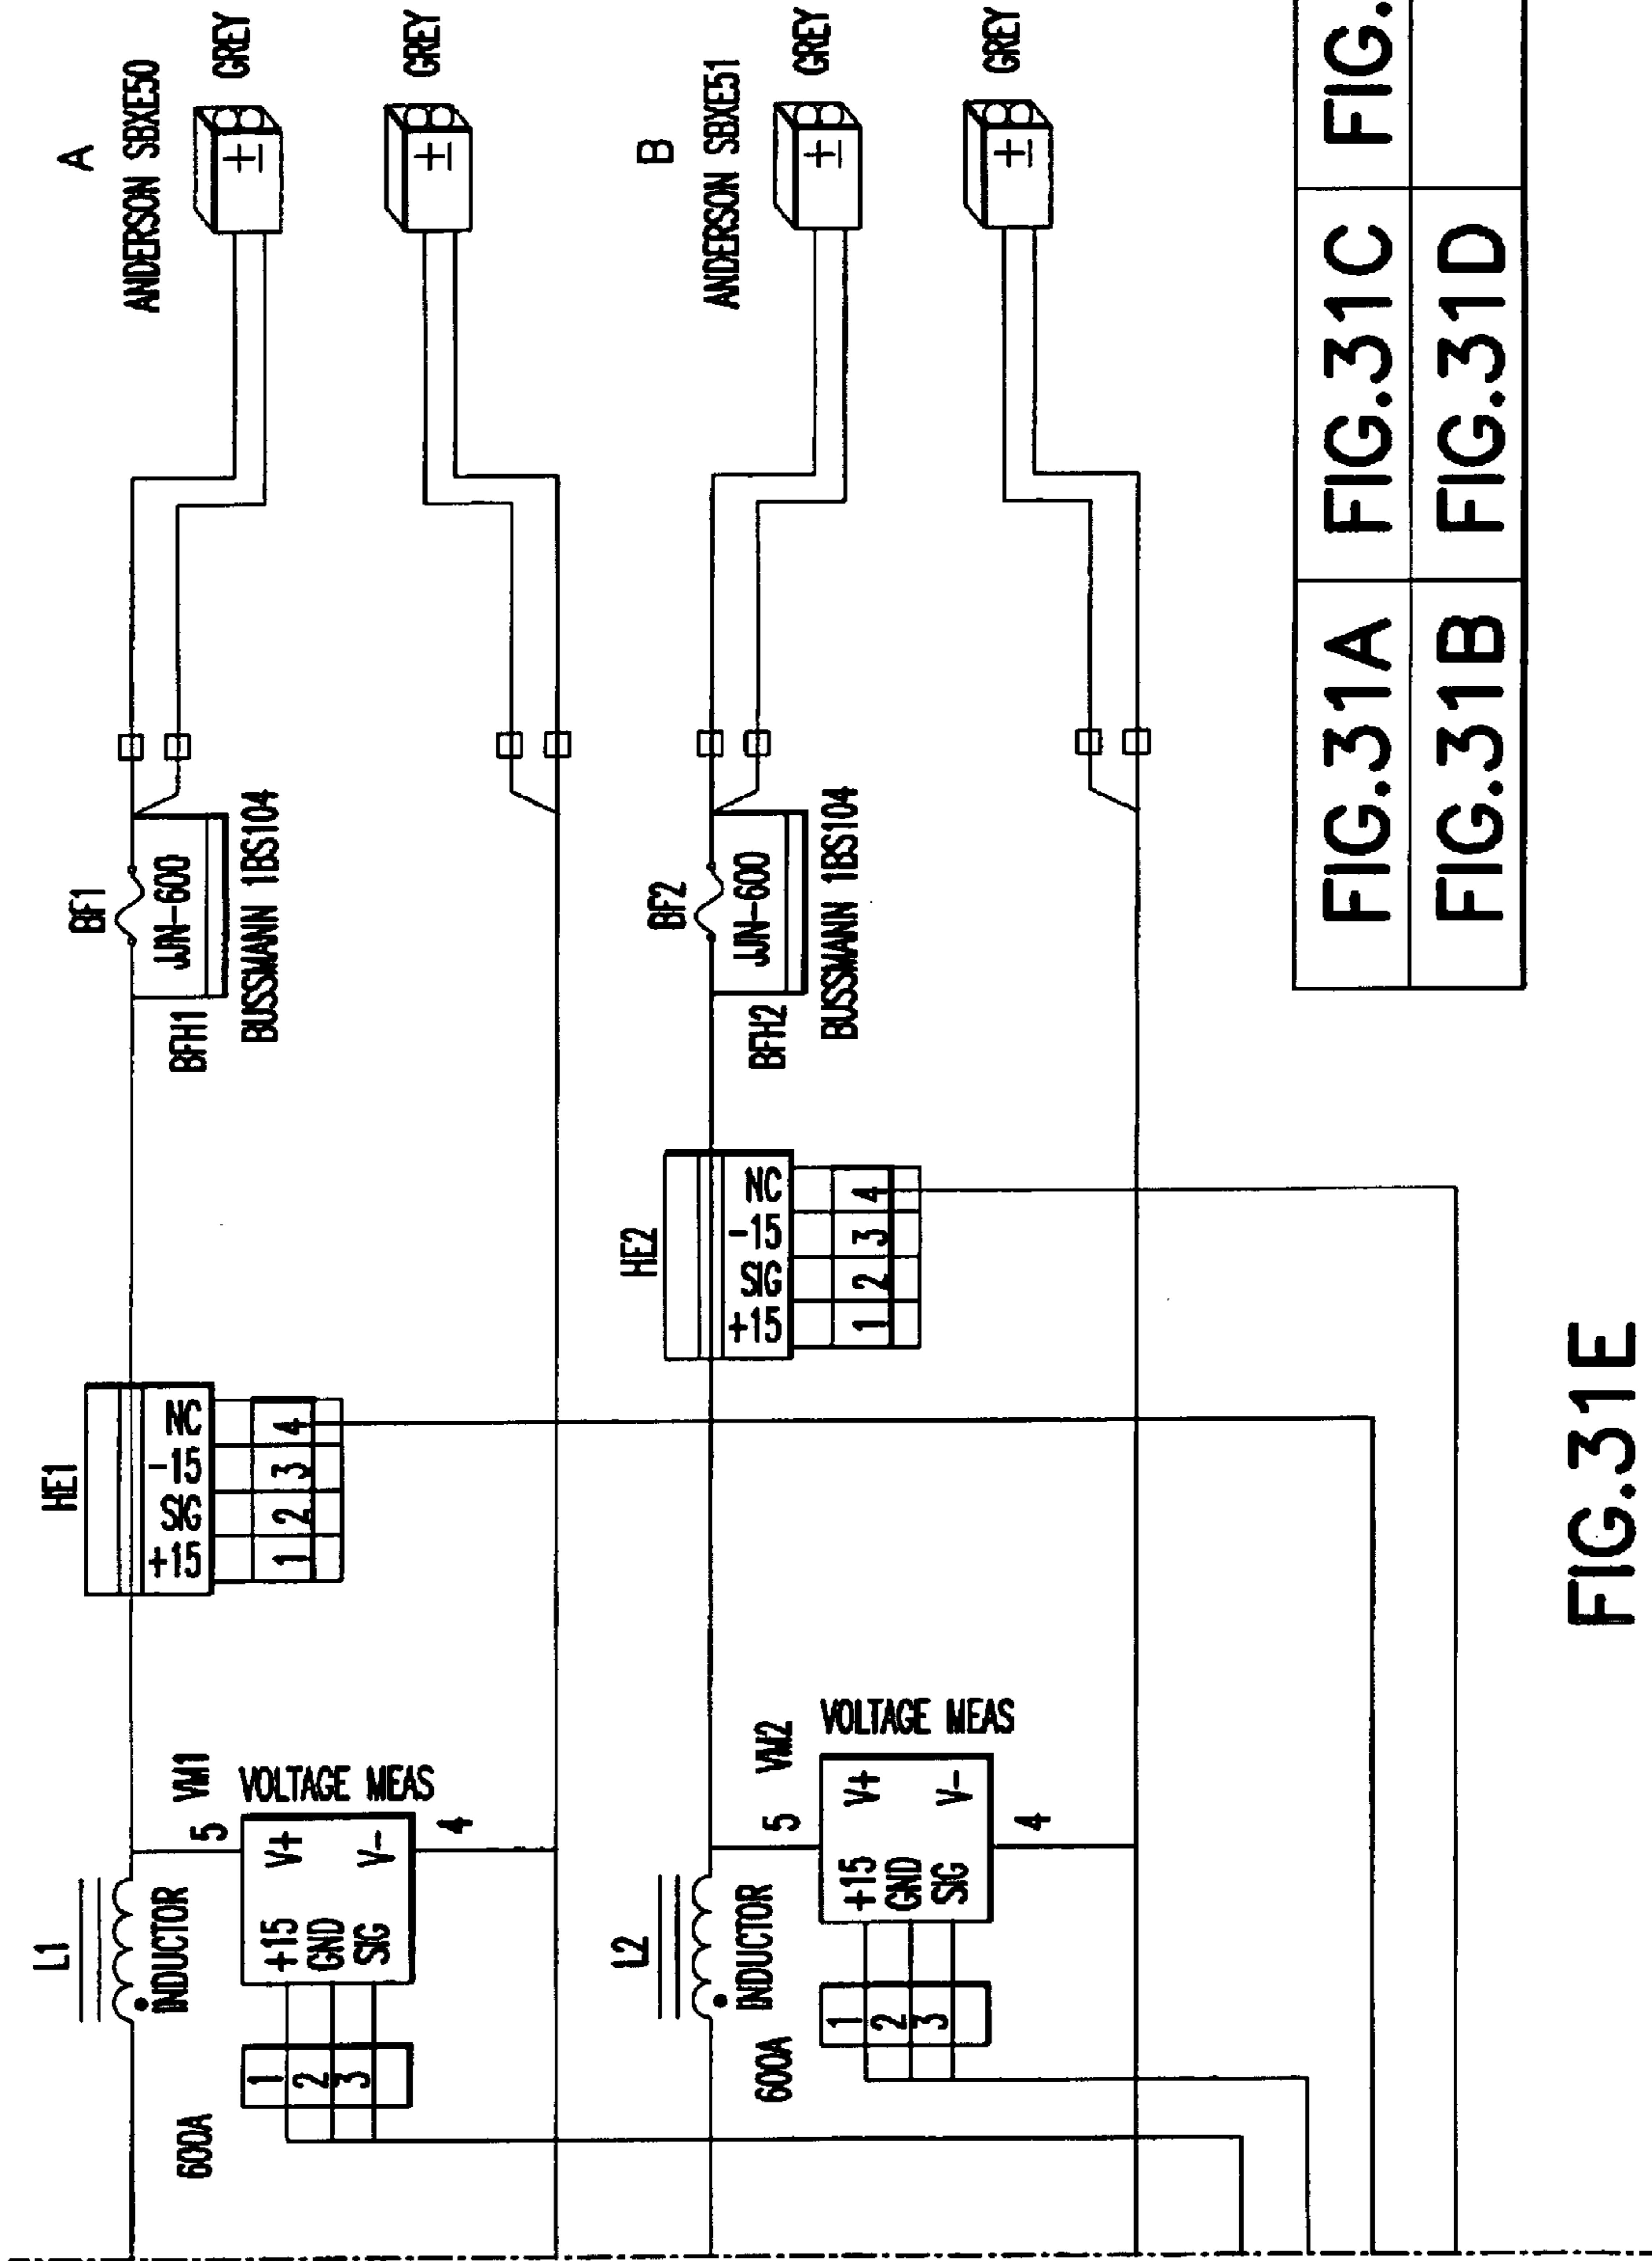 A
ANDERSON SBXE50
GREY
+
-
GREY
+
-
BF1
JJN-600
BFH1
BUSSMANN 1BS104
HE1
+15 SIG -15 NC
1 2 3 4
L1
INDUCTOR
VM1
VOLTAGE MEAS
5
V+
V-
4
+15
GND
SIG
1
2
3
600A
B
ANDERSON SBXE51
GREY
+
-
GREY
+
-
BF2
JJN-600
BFH2
BUSSMANN 1BS104
HE2
+15 SIG -15 NC
1 2 3 4
L2
INDUCTOR
VM2
VOLTAGE MEAS
5
V+
V-
4
+15
GND
SIG
1
2
3
600A
FIG.31A FIG.31C FIG.
FIG.31B FIG.31D
FIG.31E